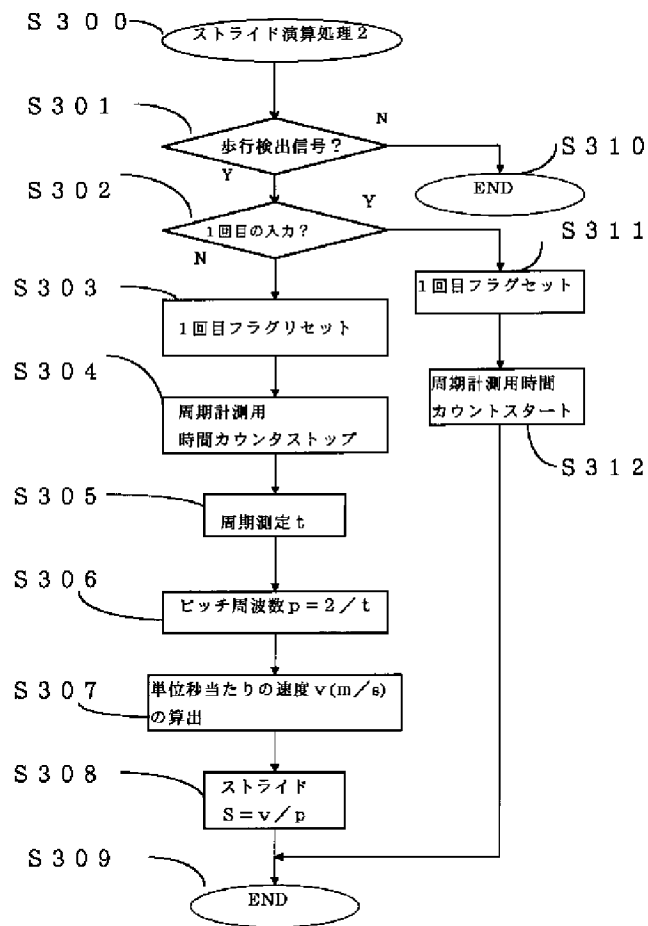 S300
ストライド演算処理2
S301
N
歩行検出信号?
S310
Y
END
S302
Y
1回目の入力?
S311
N
S303
1回目フラグセット
1回目フラグリセット
S304
周期計測用時間
カウントスタート
周期計測用
時間カウンタストップ
S312
S305
周期測定t
S306
ピッチ周波数p=2/t
S307
単位秒当たりの速度v(m/s)
の算出
S308
ストライド
S=v/p
S309
END